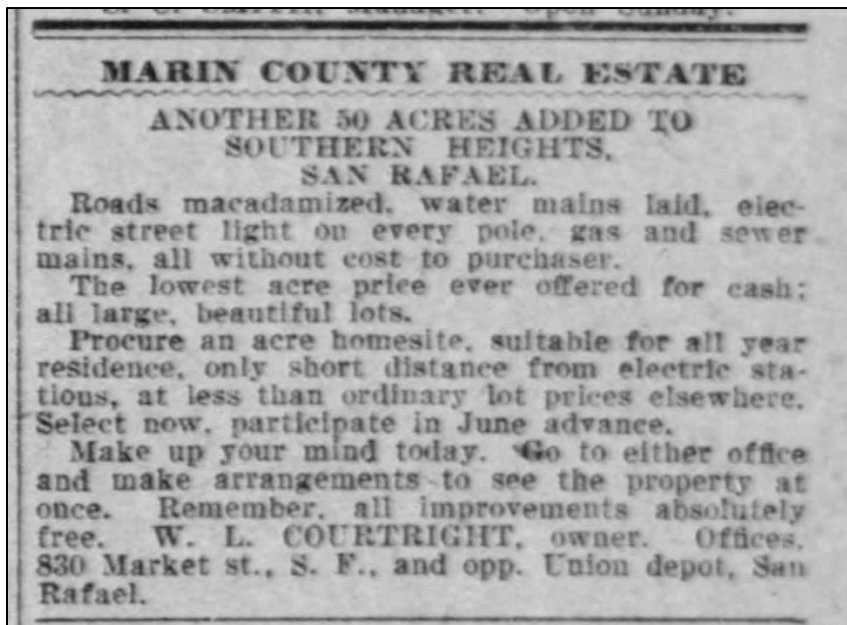 MARIN COUNTY REAL ESTATE
ANOTHER 50 ACRES ADDED TO
SOUTHERN HEIGHTS,
SAN RAFAEL.
Roads macadamized, water mains laid, elec-
tric street light on every pole, gas and sewer
mains, all without cost to purchaser.
The lowest acre price ever offered for cash;
all large, beautiful lots.
Procure an acre homesite, suitable for all year
residence, only short distance from electric sta-
tions, at less than ordinary lot prices elsewhere.
Select now, participate in June advance.
Make up your mind today. Go to either office
and make arrangements to see the property at
once. Remember, all improvements absolutely
free. W. L. COURTRIGHT, owner. Offices,
830 Market st., S. F., and opp. Union depot, San
Rafael.